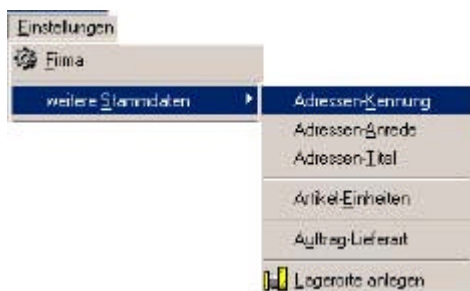 Einstellungen
Firma
weitere Stammdaten
Adressen-Kennung
Adressen-Anrede
Adressen-Titel
Artikel-Einheiten
Auftrag-Lieferart
Lagerorte anlegen